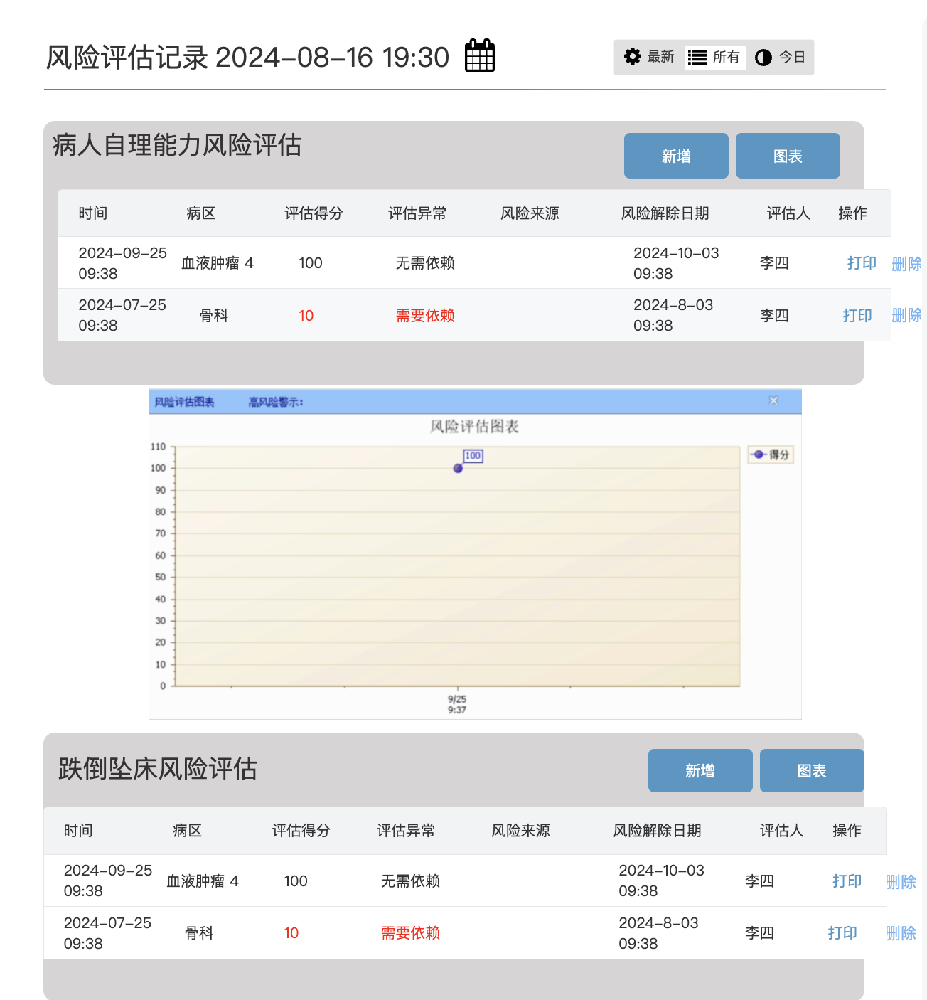 风险评估记录 2024-08-16 19:30
最新 所有 今日
病人自理能力风险评估
新增 图表
时间 病区 评估得分 评估异常 风险来源 风险解除日期 评估人 操作
2024-09-25 09:38 血液肿瘤 4 100 无需依赖 2024-10-03 09:38 李四 打印 删除
2024-07-25 09:38 骨科 10 需要依赖 2024-8-03 09:38 李四 打印 删除
风险评估图表 高风险警示:
风险评估图表
110
100
90
80
70
60
50
40
30
20
10
0
100
得分
9/25
9:37
跌倒坠床风险评估
新增 图表
时间 病区 评估得分 评估异常 风险来源 风险解除日期 评估人 操作
2024-09-25 09:38 血液肿瘤 4 100 无需依赖 2024-10-03 09:38 李四 打印 删除
2024-07-25 09:38 骨科 10 需要依赖 2024-8-03 09:38 李四 打印 删除